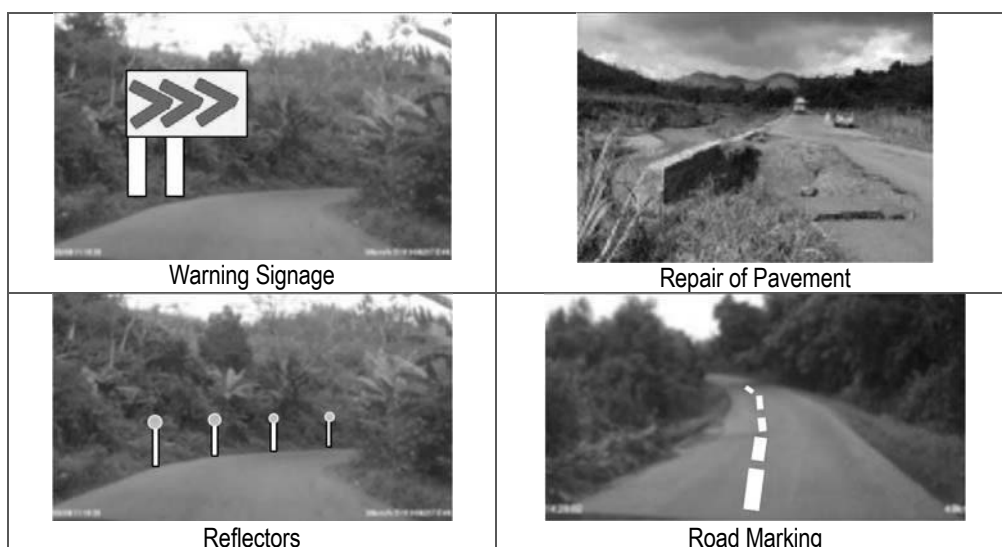 Warning Signage
Repair of Pavement
Reflectors
Road Marking